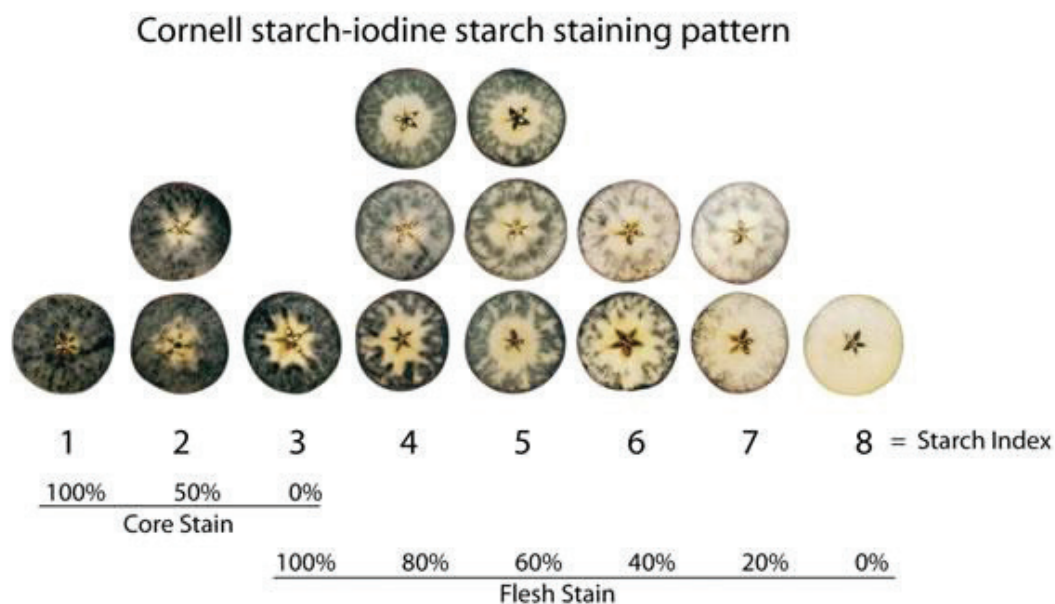 Cornell starch-iodine starch staining pattern
1 2 3 4 5 6 7 8 = Starch Index
100% 50% 0%
Core Stain
100% 80% 60% 40% 20% 0%
Flesh Stain